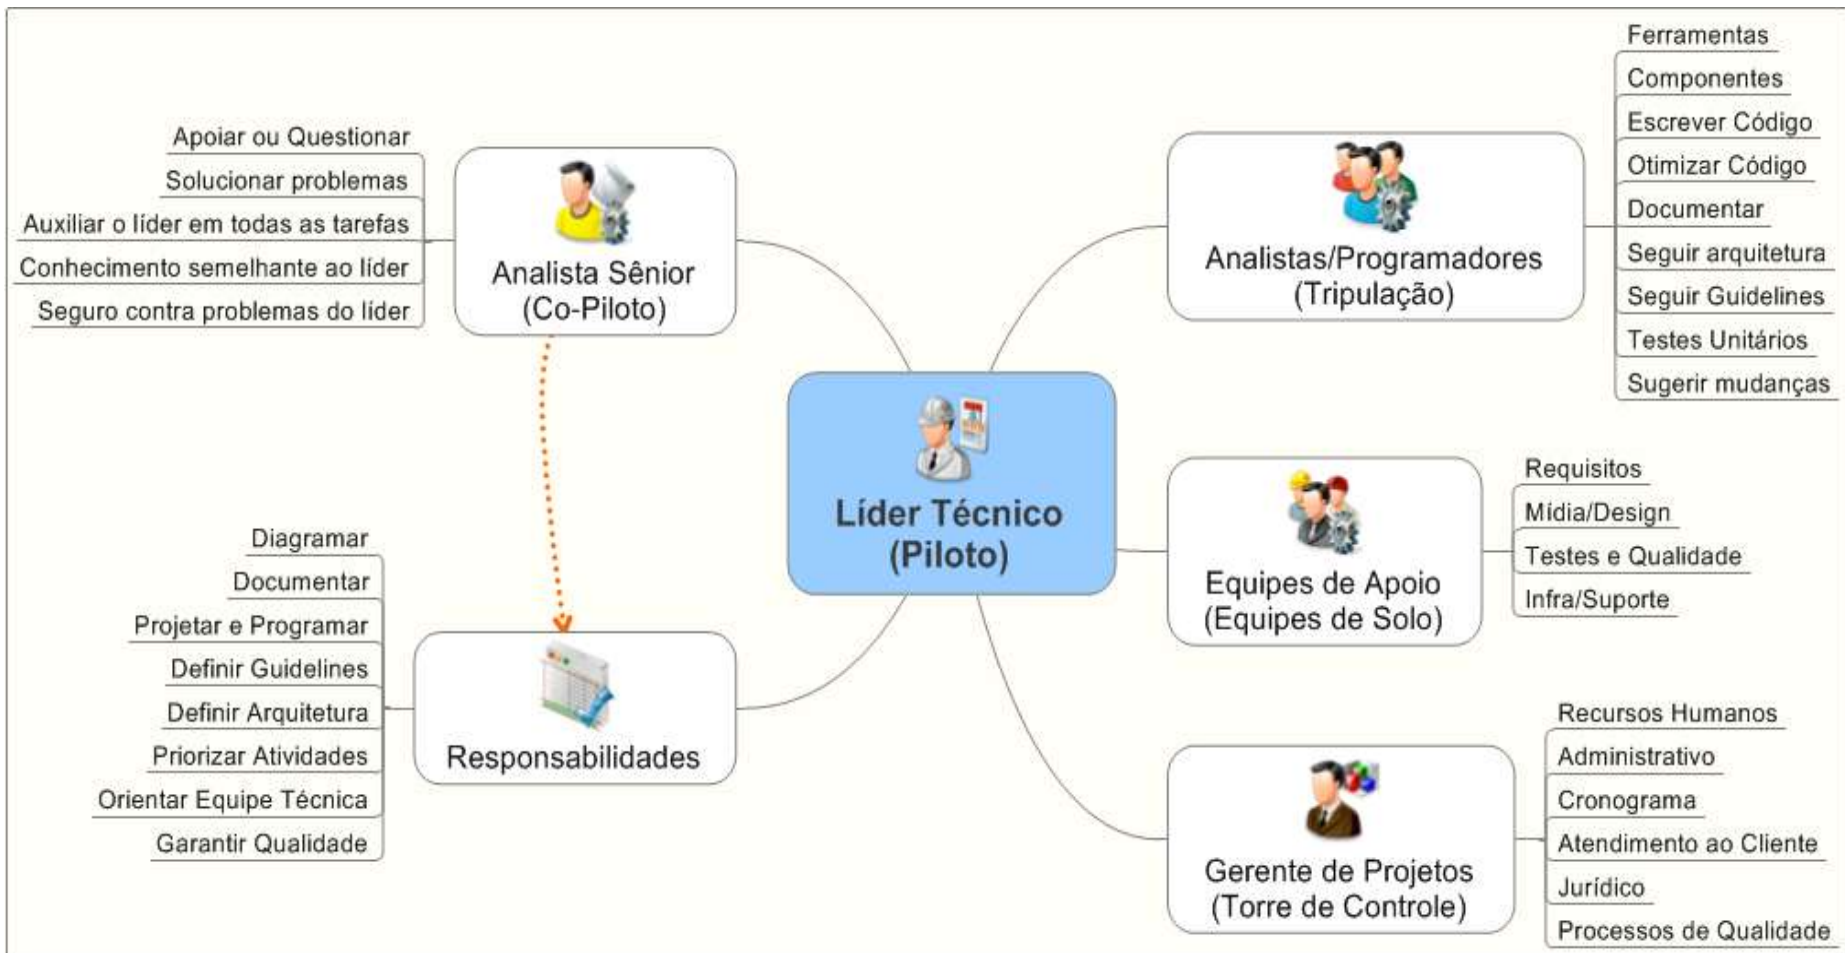 Apoiar ou Questionar
Solucionar problemas
Auxiliar o líder em todas as tarefas
Conhecimento semelhante ao líder
Seguro contra problemas do líder
Analista Sênior
(Co-Piloto)
Diagramar
Documentar
Projetar e Programar
Definir Guidelines
Definir Arquitetura
Priorizar Atividades
Orientar Equipe Técnica
Garantir Qualidade
Responsabilidades
Líder Técnico
(Piloto)
Analistas/Programadores
(Tripulação)
Ferramentas
Componentes
Escrever Código
Otimizar Código
Documentar
Seguir arquitetura
Seguir Guidelines
Testes Unitários
Sugerir mudanças
Equipes de Apoio
(Equipes de Solo)
Requisitos
Mídia/Design
Testes e Qualidade
Infra/Suporte
Gerente de Projetos
(Torre de Controle)
Recursos Humanos
Administrativo
Cronograma
Atendimento ao Cliente
Jurídico
Processos de Qualidade